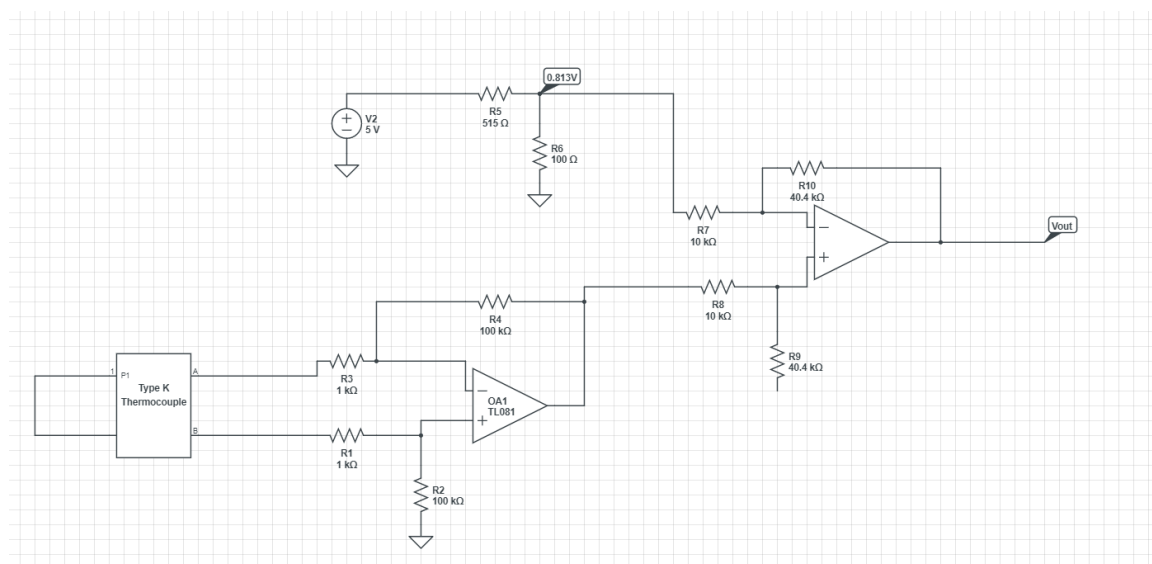 0.813V
R5
515 Ω
V2
5 V
R6
100 Ω
R10
40.4 kΩ
Vout
R7
10 kΩ
R8
10 kΩ
R4
100 kΩ
R9
40.4 kΩ
1 P1 A
Type K
Thermocouple
B
R3
1 kΩ
OA1
TL081
R1
1 kΩ
R2
100 kΩ